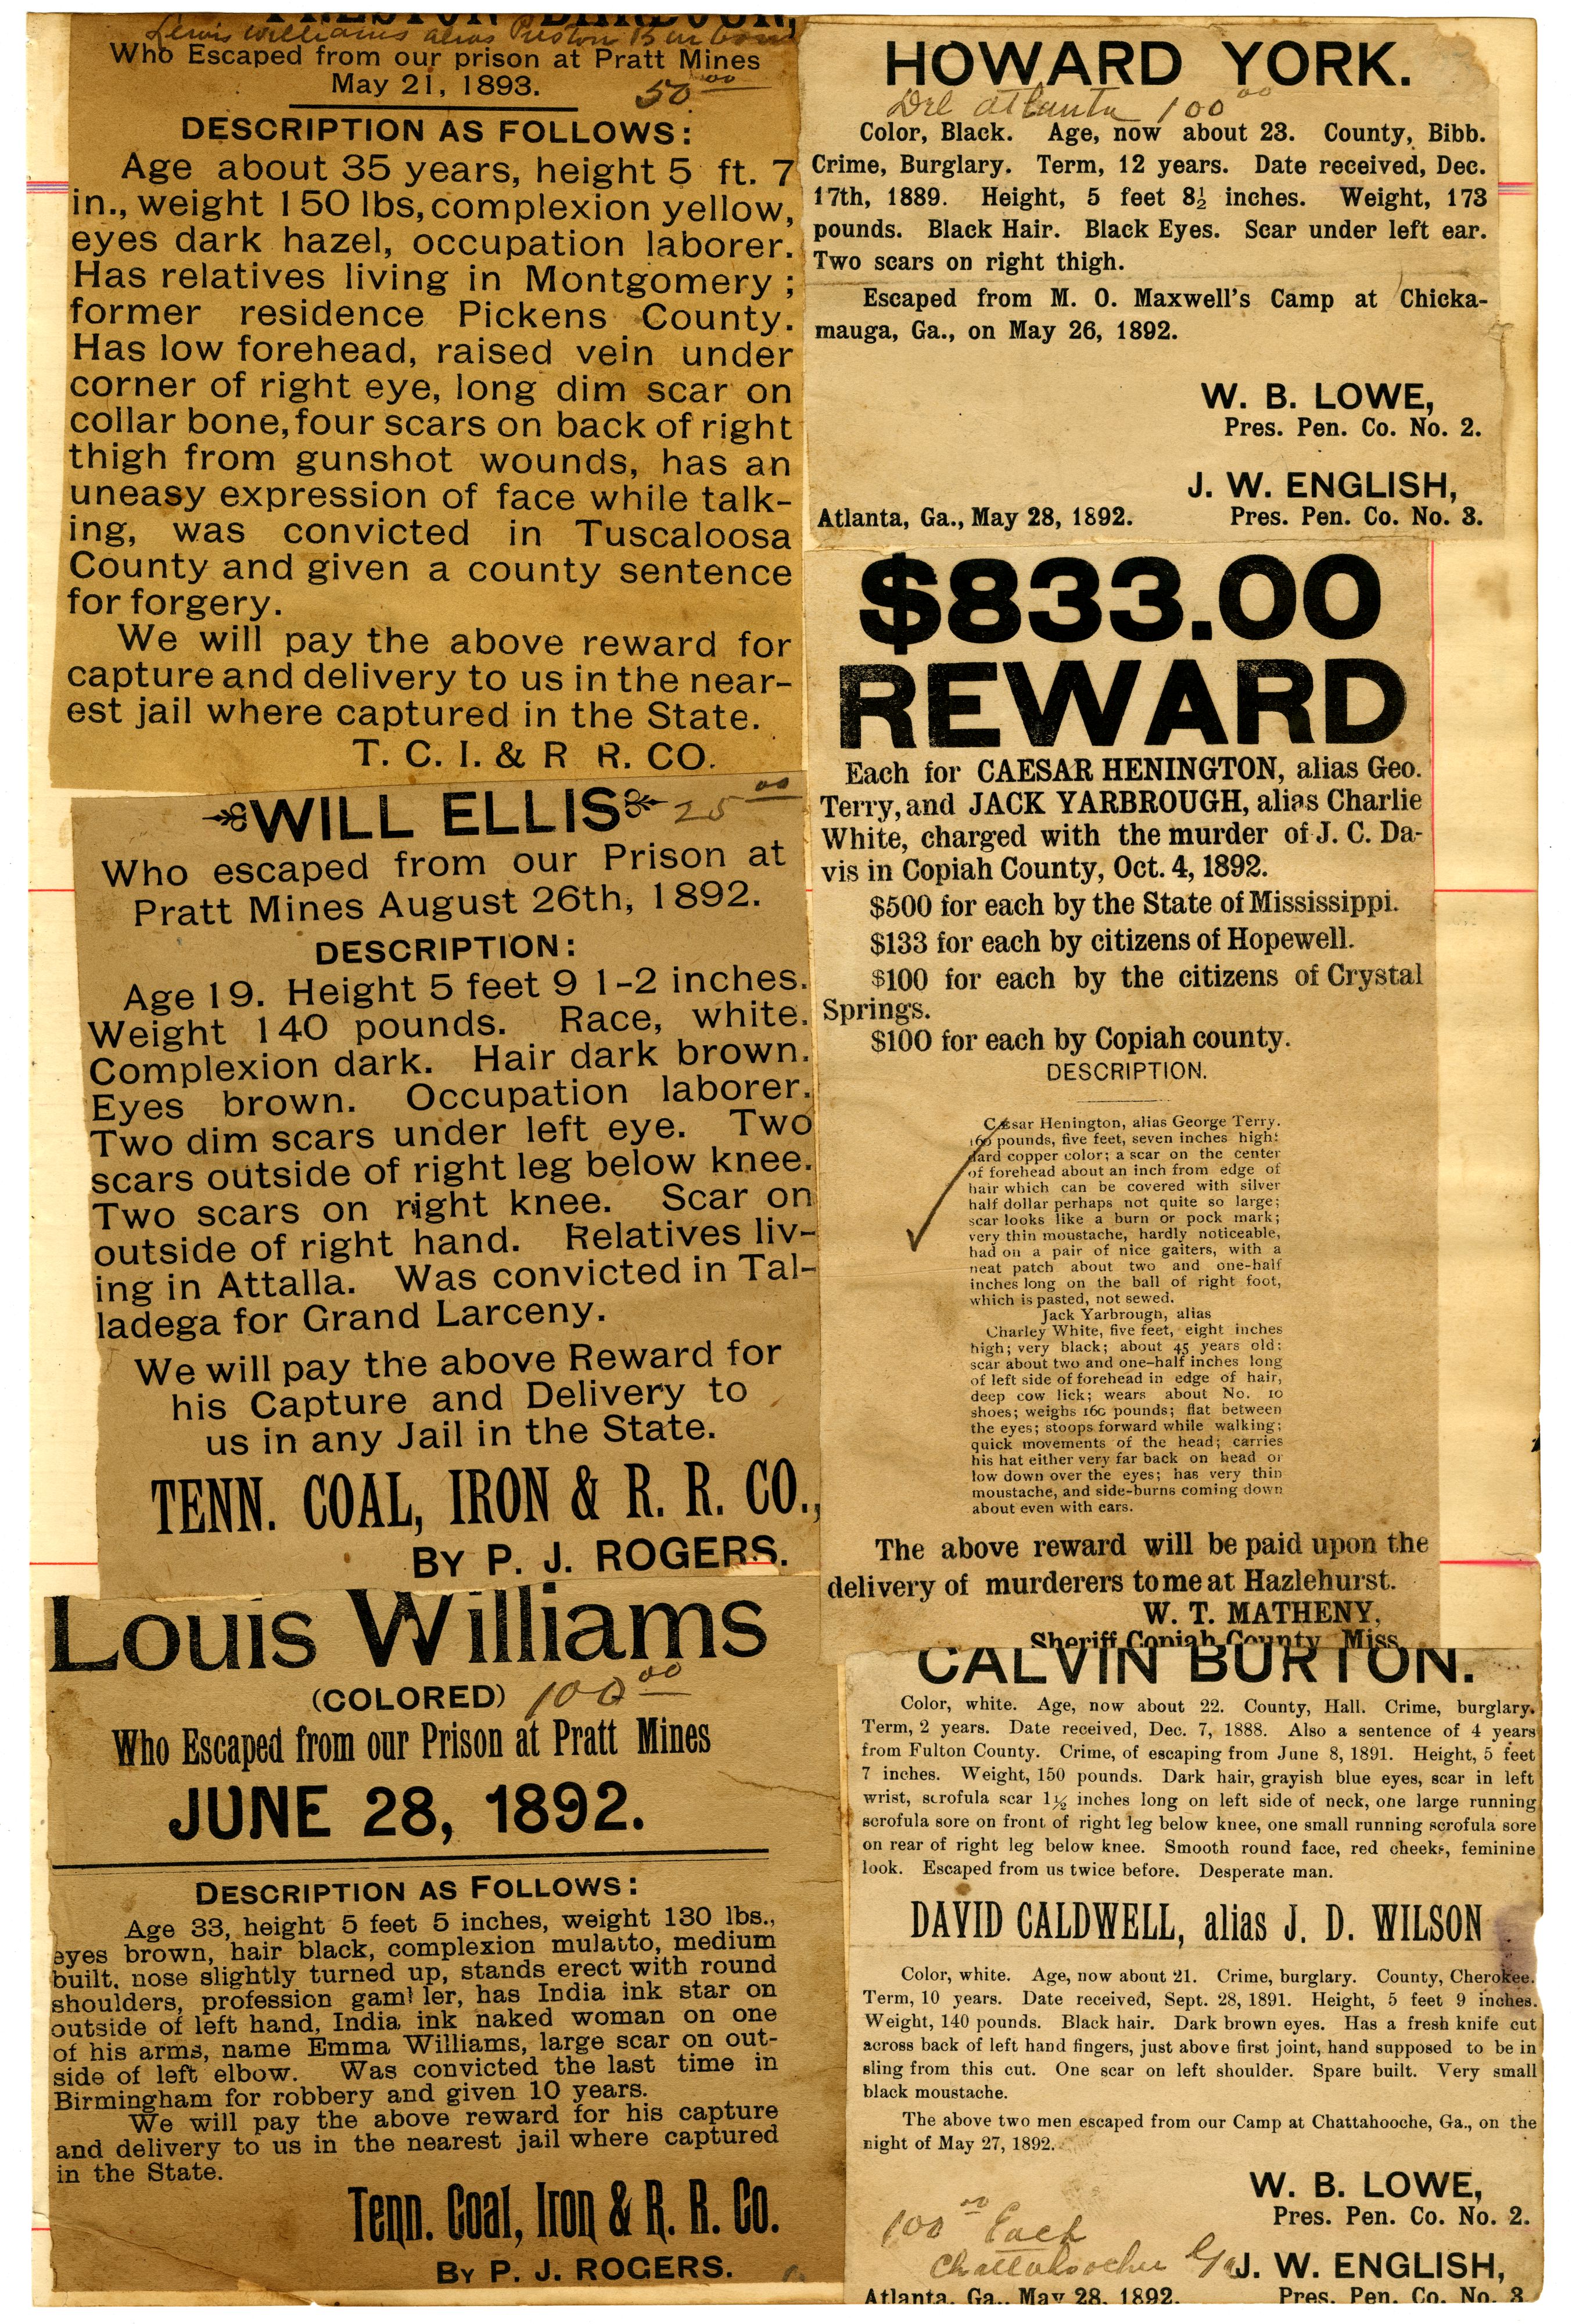 PRESTON BARBOUR,
Lewis Williams alias Preston Barbour
Who Escaped from our prison at Pratt Mines
May 21, 1893.
50.00
DESCRIPTION AS FOLLOWS:
Age about 35 years, height 5 ft. 7
in., weight 150 lbs, complexion yellow,
eyes dark hazel, occupation laborer.
Has relatives living in Montgomery;
former residence Pickens County.
Has low forehead, raised vein under
corner of right eye, long dim scar on
collar bone, four scars on back of right
thigh from gunshot wounds, has an
uneasy expression of face while talk-
ing, was convicted in Tuscaloosa
County and given a county sentence
for forgery.
We will pay the above reward for
capture and delivery to us in the near-
est jail where captured in the State.
T. C. I. & R R. CO.
WILL ELLIS
25 00
Who escaped from our Prison at
Pratt Mines August 26th, 1892.
DESCRIPTION:
Age 19. Height 5 feet 9 1-2 inches.
Weight 140 pounds. Race, white.
Complexion dark. Hair dark brown.
Eyes brown. Occupation laborer.
Two dim scars under left eye. Two
scars outside of right leg below knee.
Two scars on right knee. Scar on
outside of right hand. Relatives liv-
ing in Attalla. Was convicted in Tal-
ladega for Grand Larceny.
We will pay the above Reward for
his Capture and Delivery to
us in any Jail in the State.
TENN. COAL, IRON & R. R. CO.,
BY P. J. ROGERS.
Louis Williams
(COLORED) 100 00
Who Escaped from our Prison at Pratt Mines
JUNE 28, 1892.
DESCRIPTION AS FOLLOWS:
Age 33, height 5 feet 5 inches, weight 130 lbs.,
eyes brown, hair black, complexion mulatto, medium
built, nose slightly turned up, stands erect with round
shoulders, profession gambler, has India ink star on
outside of left hand, India ink naked woman on one
of his arms, name Emma Williams, large scar on out-
side of left elbow. Was convicted the last time in
Birmingham for robbery and given 10 years.
We will pay the above reward for his capture
and delivery to us in the nearest jail where captured
in the State.
Tenn. Coal, Iron & R. R. Co.
BY P. J. ROGERS.
HOWARD YORK.
Del Atlanta 100 00
Color, Black. Age, now about 23. County, Bibb.
Crime, Burglary. Term, 12 years. Date received, Dec.
17th, 1889. Height, 5 feet 8½ inches. Weight, 173
pounds. Black Hair. Black Eyes. Scar under left ear.
Two scars on right thigh.
Escaped from M. O. Maxwell's Camp at Chicka-
mauga, Ga., on May 26, 1892.
W. B. LOWE,
Pres. Pen. Co. No. 2.
J. W. ENGLISH,
Atlanta, Ga., May 28, 1892. Pres. Pen. Co. No. 3.
$833.00
REWARD
Each for CAESAR HENINGTON, alias Geo.
Terry, and JACK YARBROUGH, alias Charlie
White, charged with the murder of J. C. Da-
vis in Copiah County, Oct. 4, 1892.
$500 for each by the State of Mississippi.
$133 for each by citizens of Hopewell.
$100 for each by the citizens of Crystal
Springs.
$100 for each by Copiah county.
DESCRIPTION.
Cæsar Henington, alias George Terry.
160 pounds, five feet, seven inches high;
dard copper color; a scar on the center
of forehead about an inch from edge of
hair which can be covered with silver
half dollar perhaps not quite so large;
scar looks like a burn or pock mark;
very thin moustache, hardly noticeable,
had on a pair of nice gaiters, with a
neat patch about two and one-half
inches long on the ball of right foot,
which is pasted, not sewed.
Jack Yarbrough, alias
Charley White, five feet, eight inches
high; very black; about 45 years old;
scar about two and one-half inches long
of left side of forehead in edge of hair,
deep cow lick; wears about No. 10
shoes; weighs 160 pounds; flat between
the eyes; stoops forward while walking;
quick movements of the head; carries
his hat either very far back on head or
low down over the eyes; has very thin
moustache, and side-burns coming down
about even with ears.
The above reward will be paid upon the
delivery of murderers to me at Hazlehurst.
W. T. MATHENY,
Sheriff Copiah County Miss
CALVIN BURTON.
Color, white. Age, now about 22. County, Hall. Crime, burglary.
Term, 2 years. Date received, Dec. 7, 1888. Also a sentence of 4 years
from Fulton County. Crime, of escaping from June 8, 1891. Height, 5 feet
7 inches. Weight, 150 pounds. Dark hair, grayish blue eyes, scar in left
wrist, scrofula scar 1½ inches long on left side of neck, one large running
scrofula sore on front of right leg below knee, one small running scrofula sore
on rear of right leg below knee. Smooth round face, red cheeks, feminine
look. Escaped from us twice before. Desperate man.
DAVID CALDWELL, alias J. D. WILSON
Color, white. Age, now about 21. Crime, burglary. County, Cherokee.
Term, 10 years. Date received, Sept. 28, 1891. Height, 5 feet 9 inches.
Weight, 140 pounds. Black hair. Dark brown eyes. Has a fresh knife cut
across back of left hand fingers, just above first joint, hand supposed to be in
sling from this cut. One scar on left shoulder. Spare built. Very small
black moustache.
The above two men escaped from our Camp at Chattahooche, Ga., on the
night of May 27, 1892.
W. B. LOWE,
Pres. Pen. Co. No. 2.
100 00 Each
Chattahoochee Ga
J. W. ENGLISH,
Atlanta, Ga., May 28, 1892. Pres. Pen. Co. No. 3